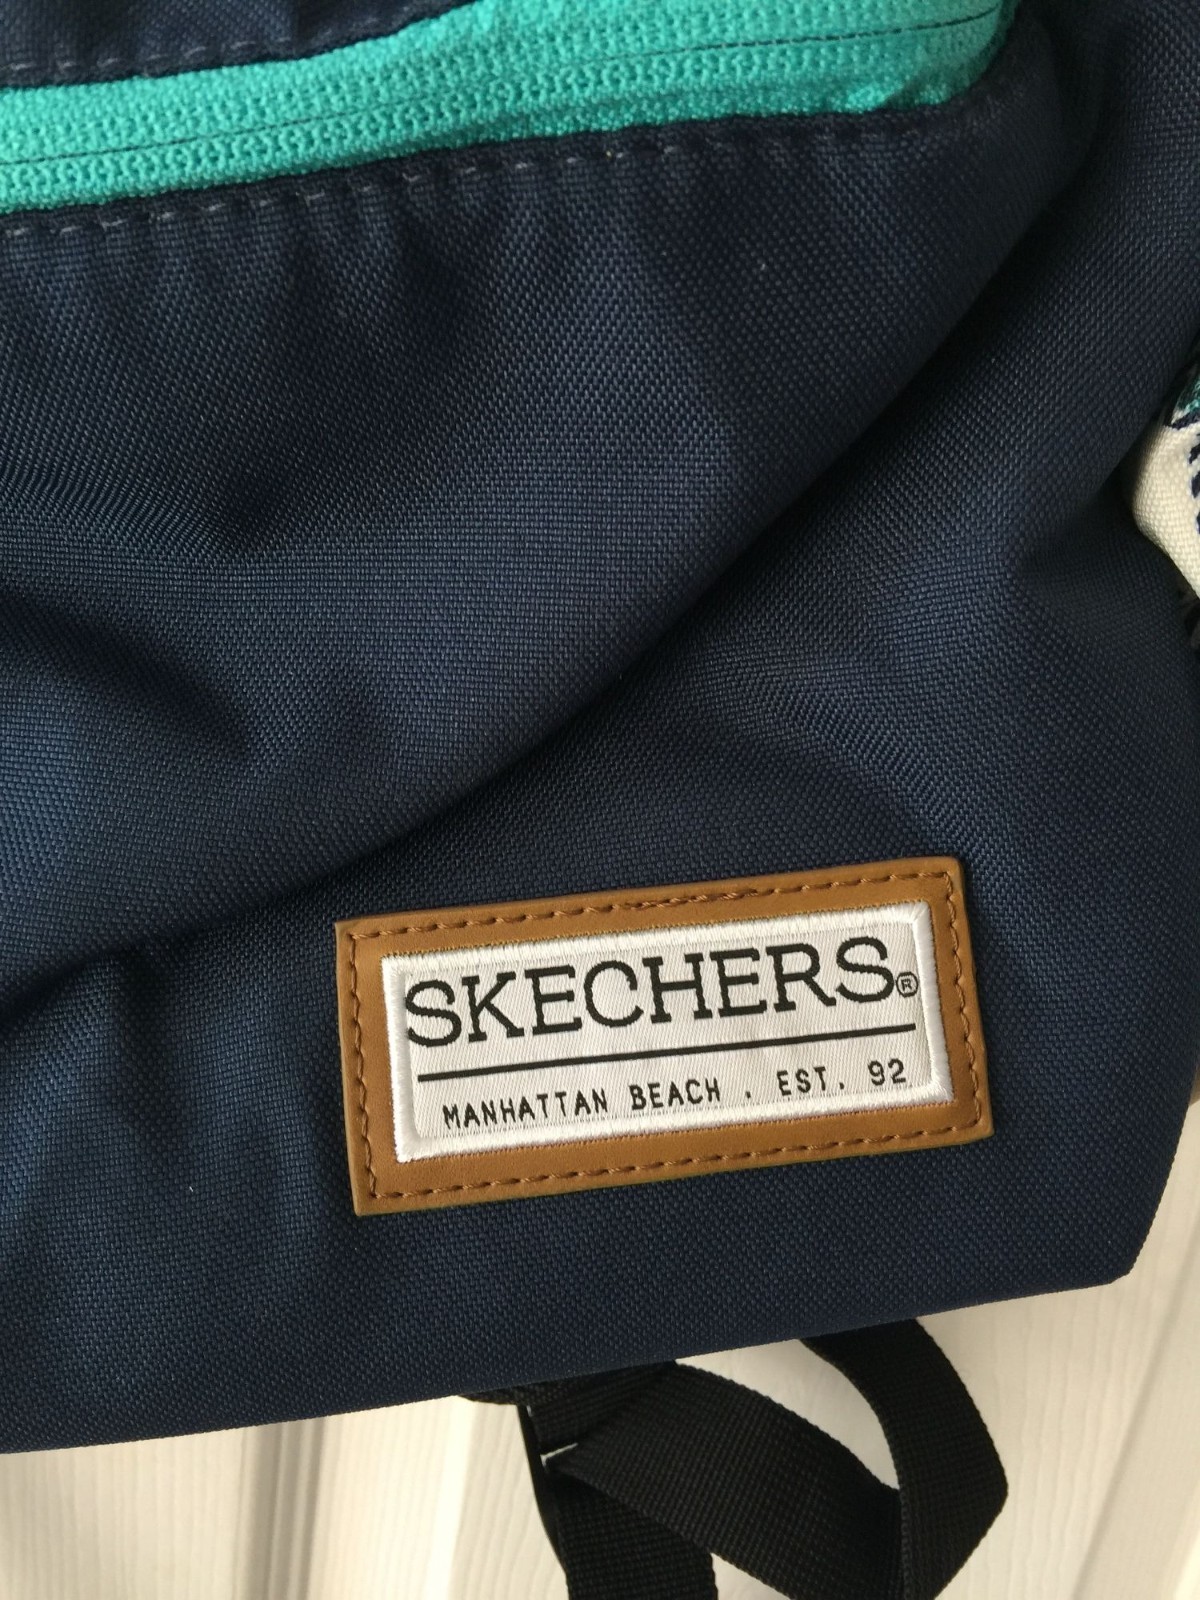 SKECHERS®
MANHATTAN BEACH . EST. 92